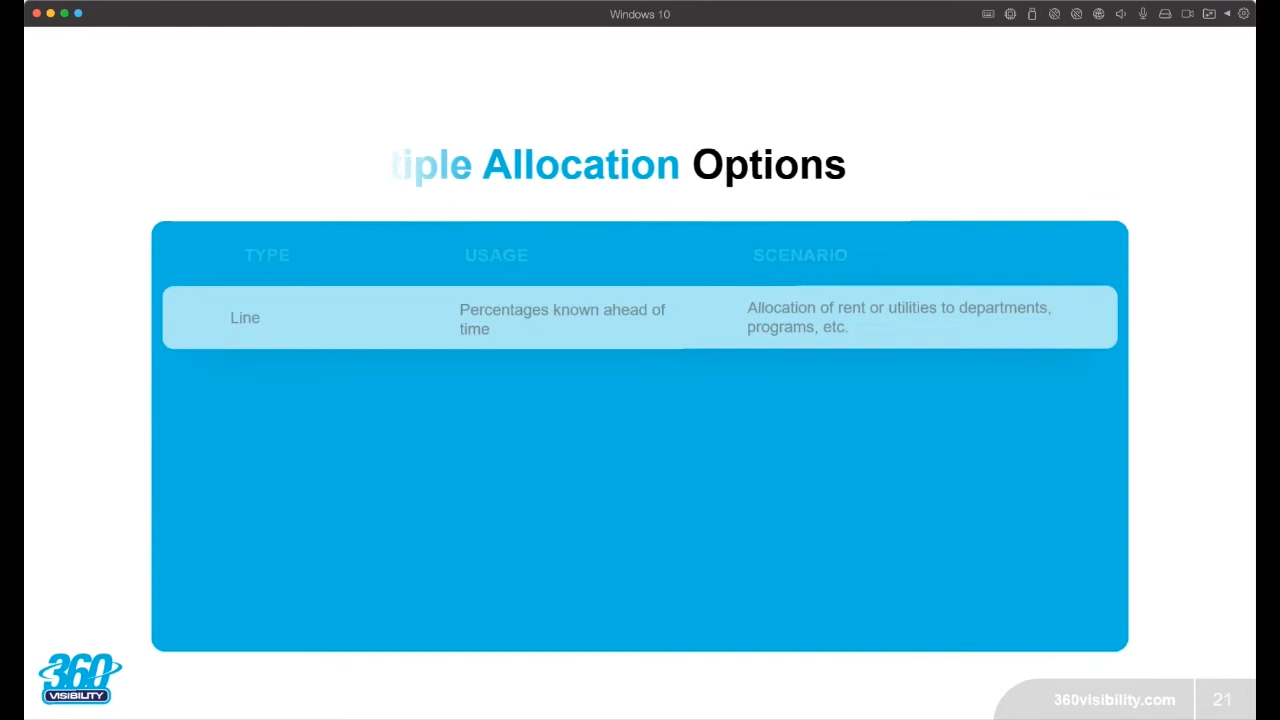 Windows 10
tiple Allocation Options
TYPE USAGE SCENARIO
Line
Percentages known ahead of
time
Allocation of rent or utilities to departments,
programs, etc.
360
VISIBILITY
360visibility.com
21